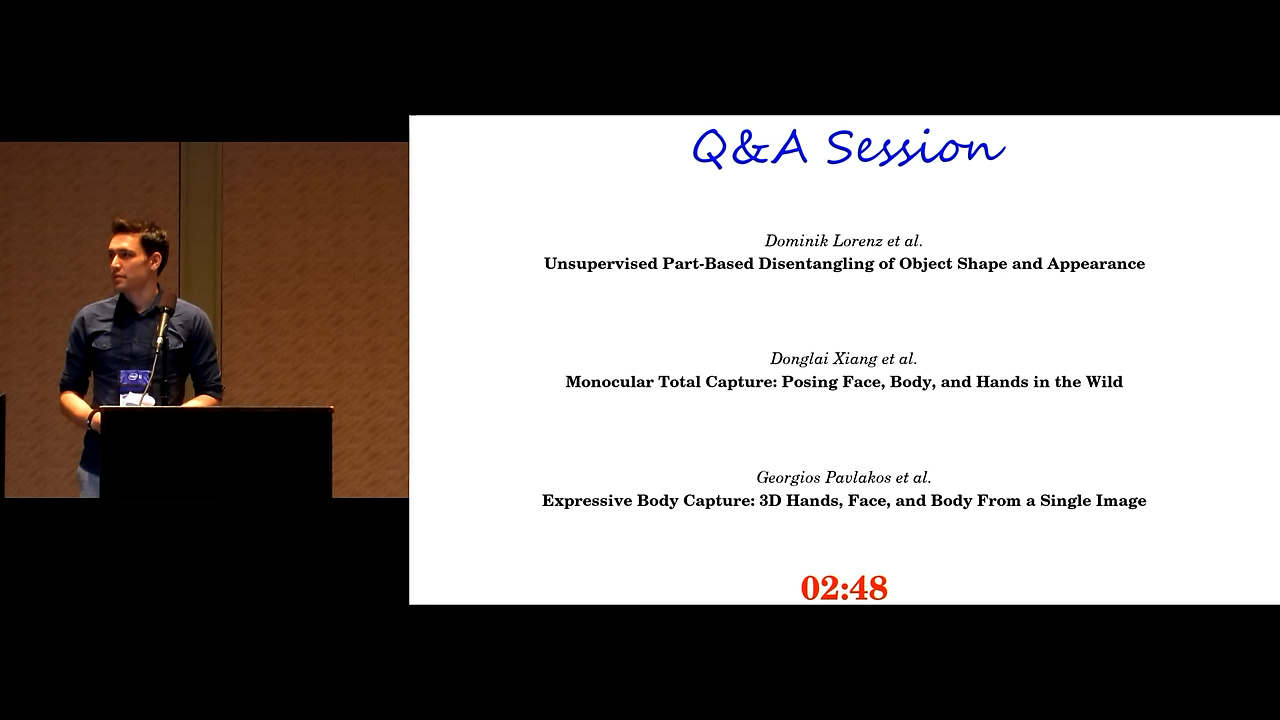 Q&A Session
Dominik Lorenz et al.
Unsupervised Part-Based Disentangling of Object Shape and Appearance
Donglai Xiang et al.
Monocular Total Capture: Posing Face, Body, and Hands in the Wild
Georgios Pavlakos et al.
Expressive Body Capture: 3D Hands, Face, and Body From a Single Image
02:48